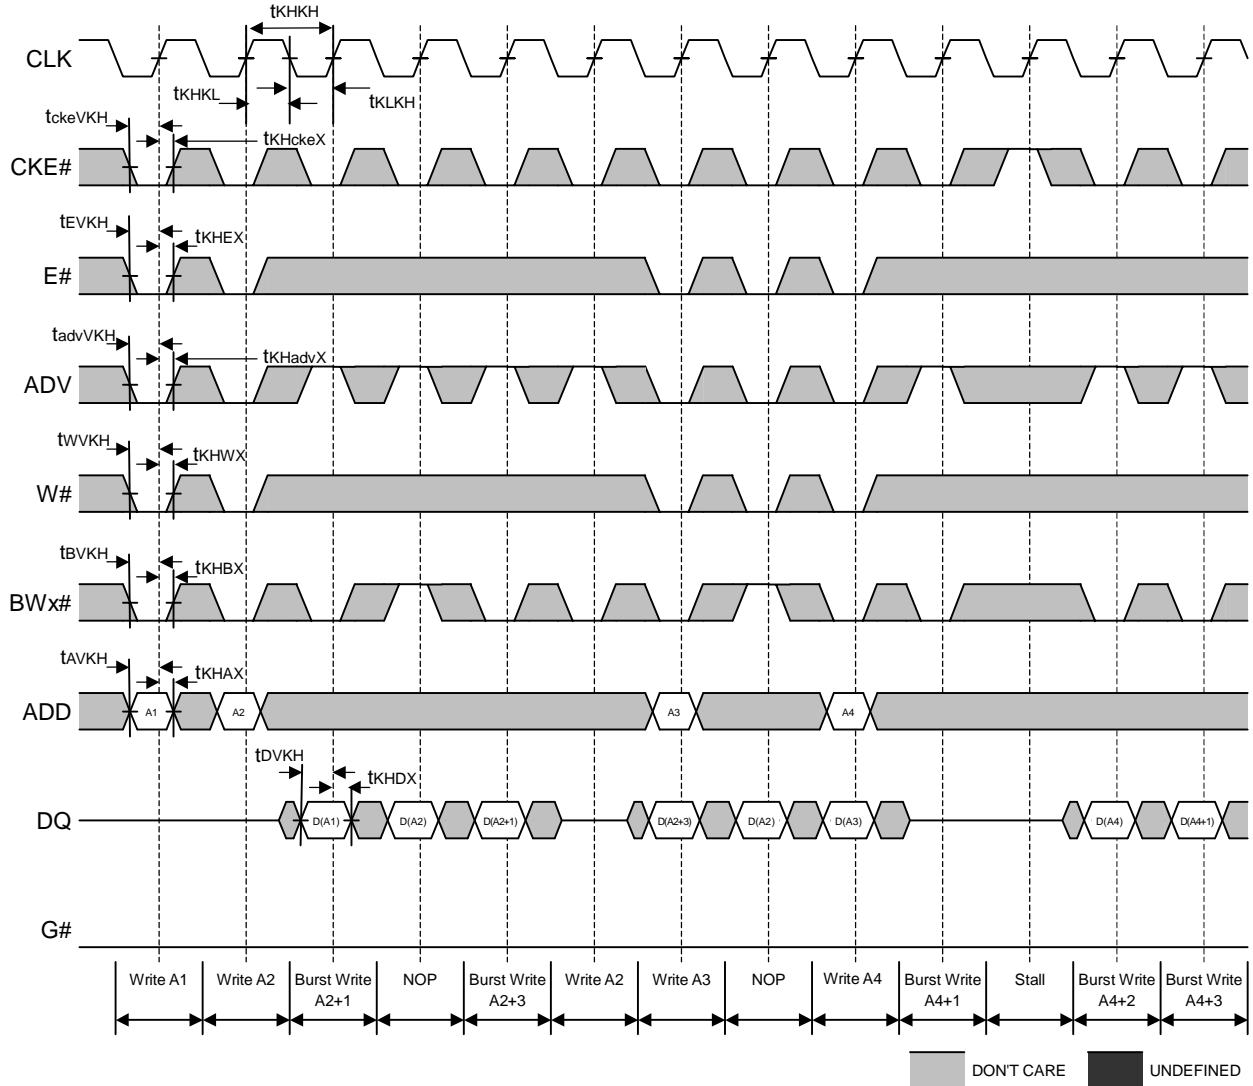 tKHKH
CLK
tKHKL
tKLKH
tckeVKH
tKHckeX
CKE#
tEVKH
tKHEX
E#
tadvVKH
tKHadvX
ADV
tWVKH
tKHWX
W#
tBVKH
tKHBX
BWx#
tAVKH
tKHAX
ADD
A1
A2
A3
A4
tDVKH
tKHDX
DQ
D(A1)
D(A2)
D(A2+1)
D(A2+3)
D(A2)
D(A3)
D(A4)
D(A4+1)
G#
Write A1
Write A2
Burst Write
A2+1
NOP
Burst Write
A2+3
Write A2
Write A3
NOP
Write A4
Burst Write
A4+1
Stall
Burst Write
A4+2
Burst Write
A4+3
DON'T CARE
UNDEFINED